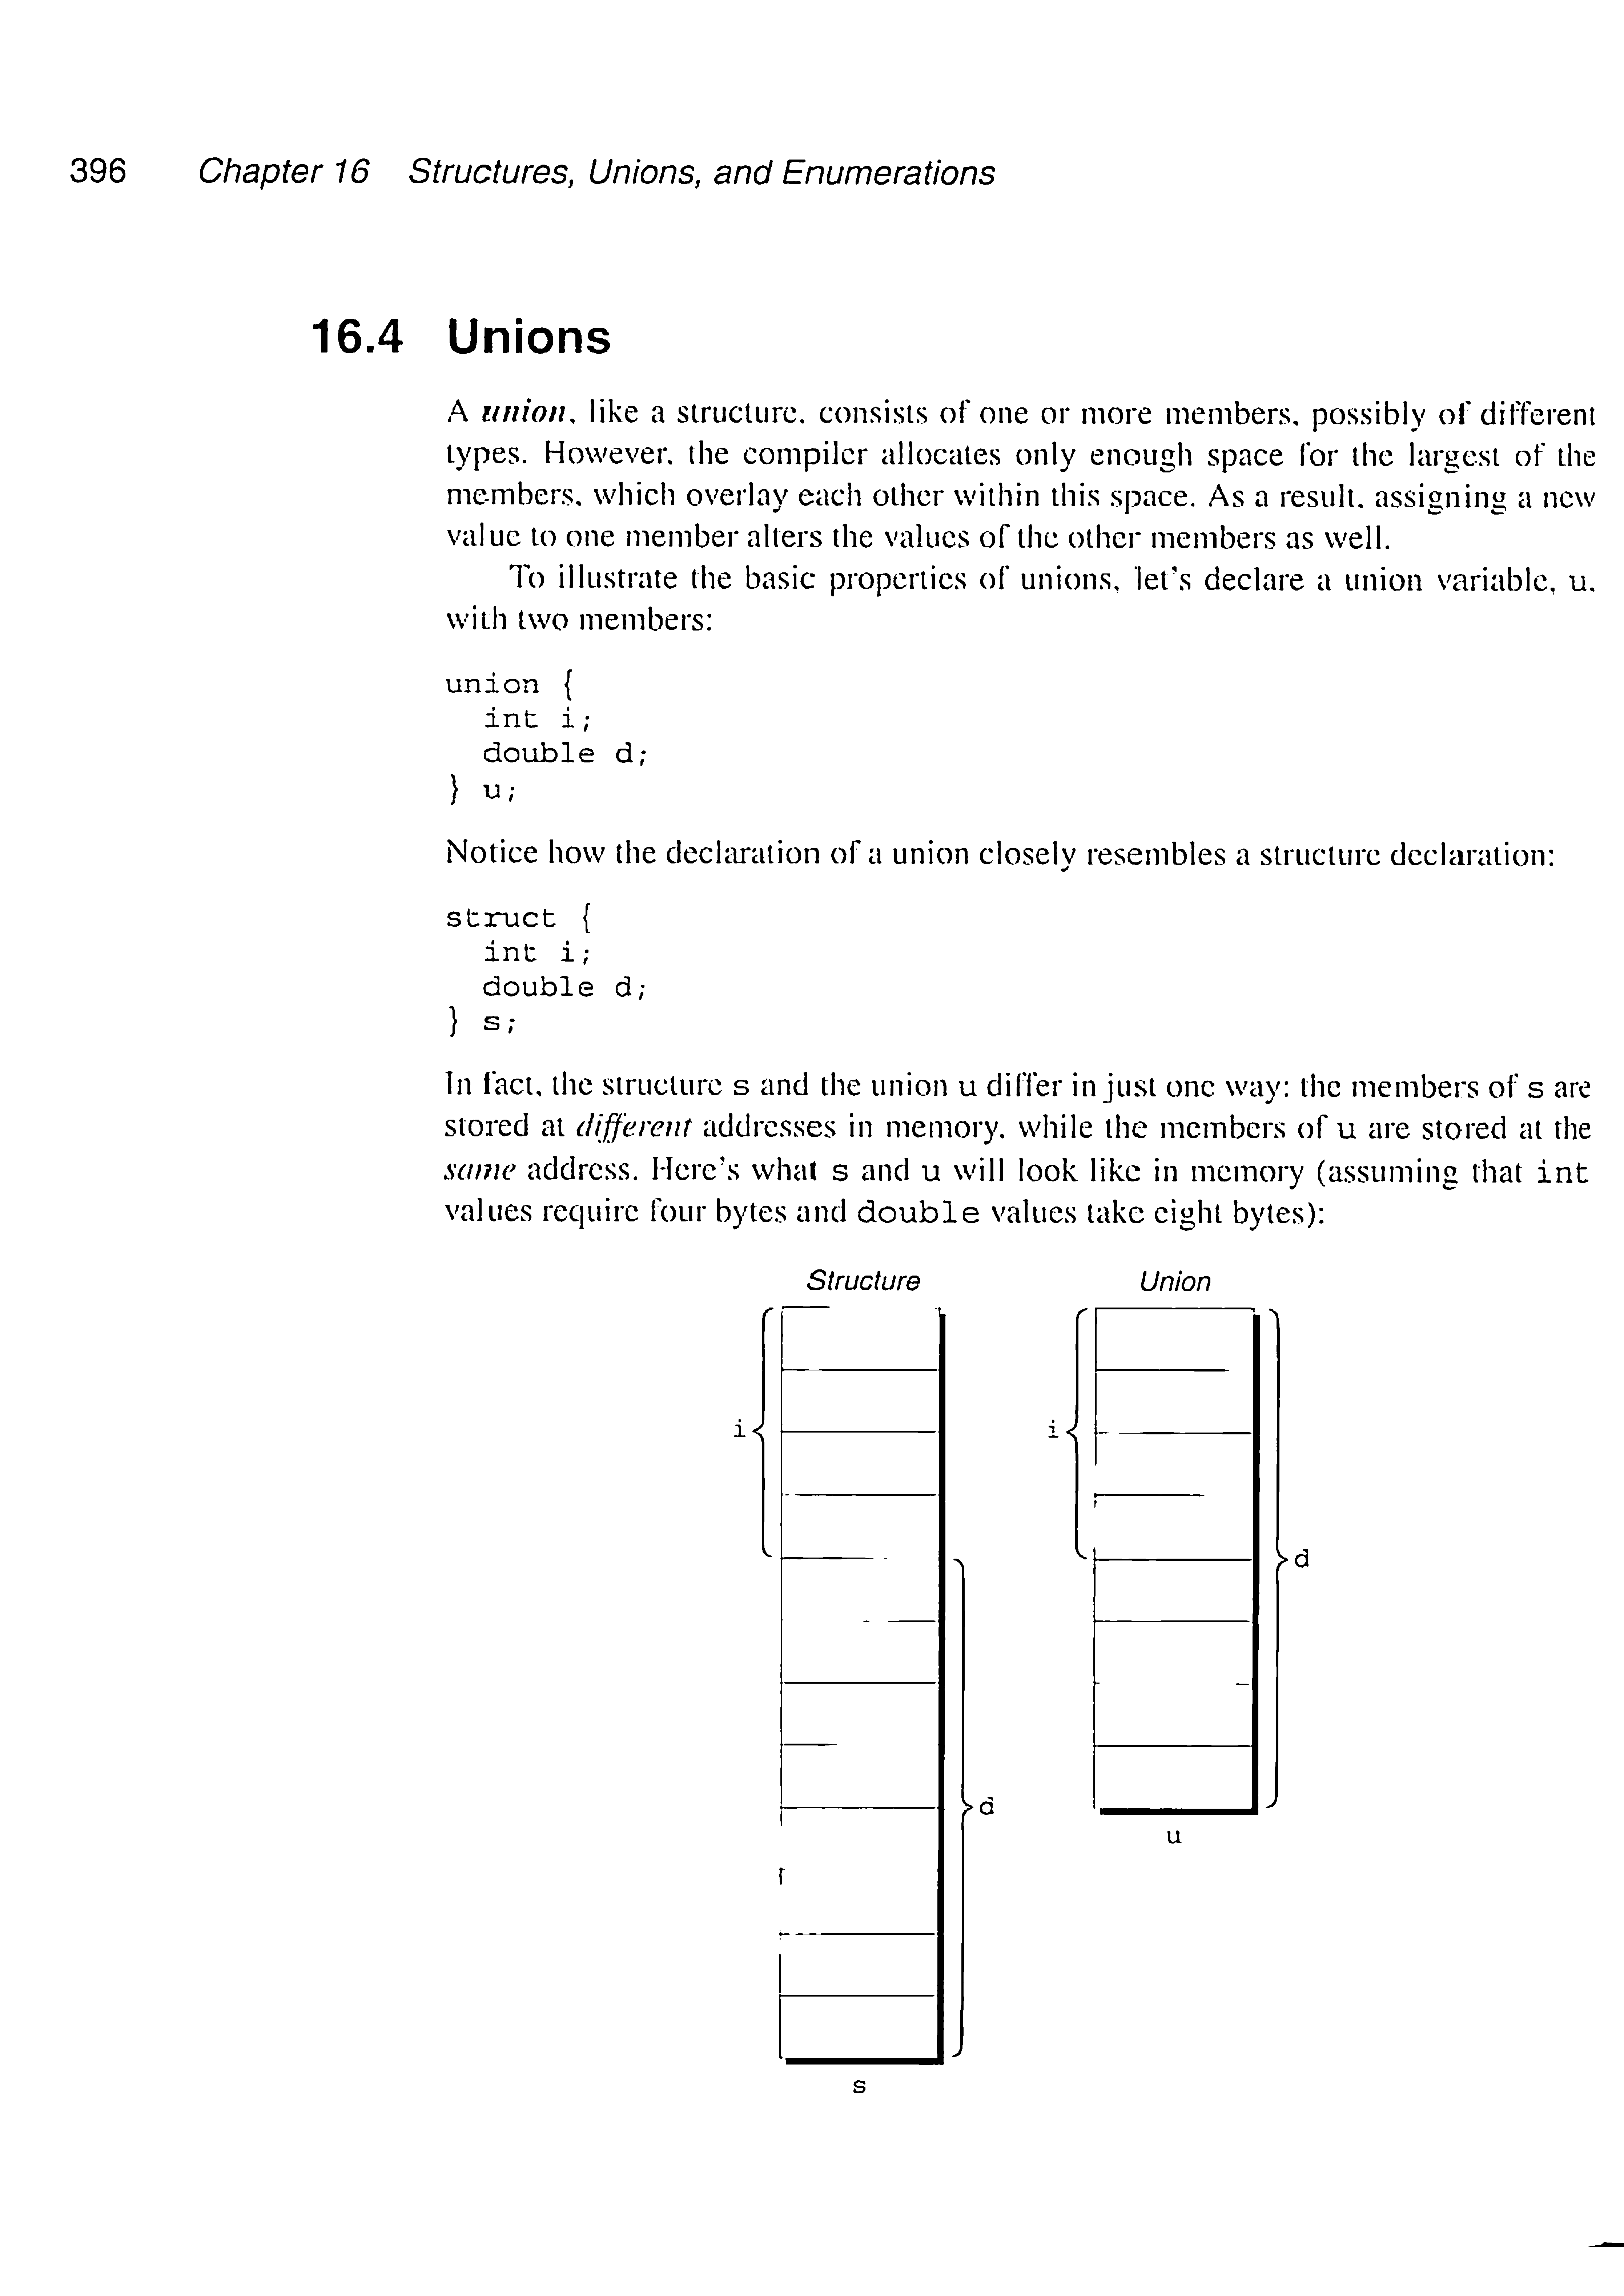 396 Chapter 16 Structures, Unions, and Enumerations
16.4 Unions
A union, like a structure, consists of one or more members, possibly of different
types. However, the compiler allocates only enough space for the largest of the
members, which overlay each other within this space. As a result, assigning a new
value to one member alters the values of the other members as well.
To illustrate the basic properties of unions, let's declare a union variable, u,
with two members:
union {
int i;
double d;
} u;
Notice how the declaration of a union closely resembles a structure declaration:
struct {
int i;
double d;
} s;
In fact, the structure s and the union u differ in just one way: the members of s are
stored at different addresses in memory, while the members of u are stored at the
same address. Here's what s and u will look like in memory (assuming that int
values require four bytes and double values take eight bytes):
Structure Union
i i
d
d
u
s